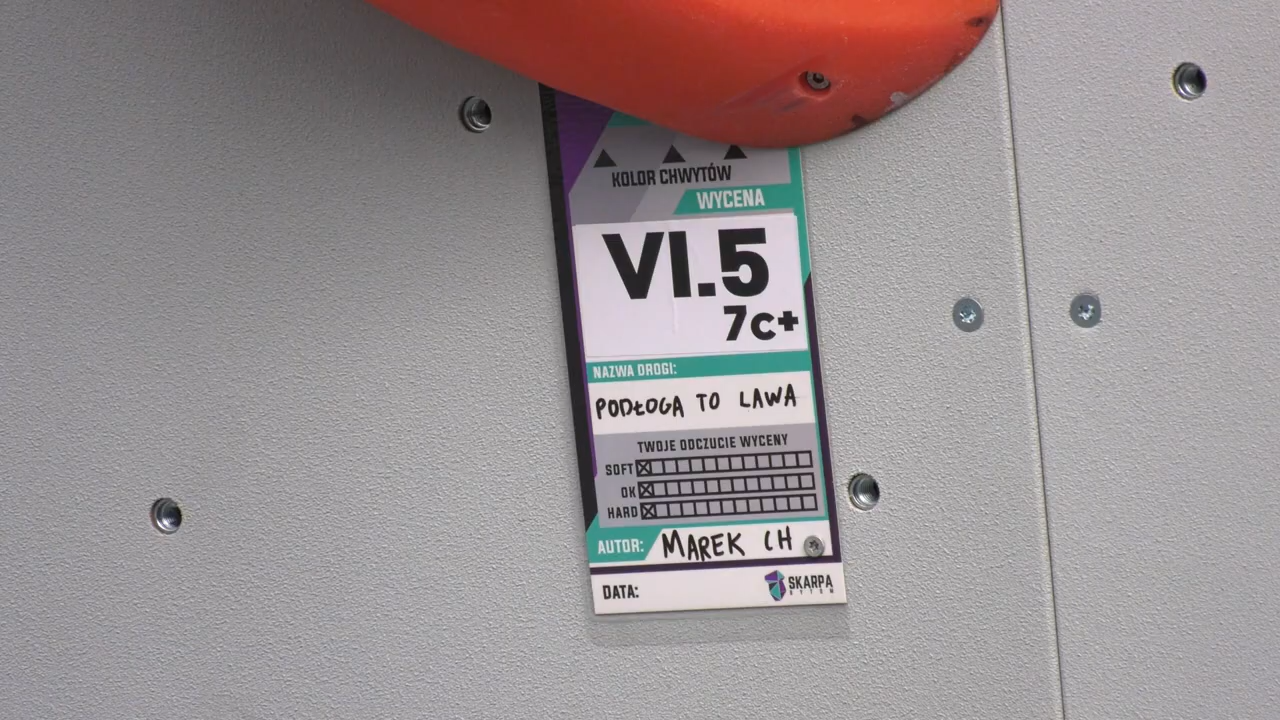 KOLOR CHWYTÓW
WYCENA
VI.5
7c+
NAZWA DROGI:
PODŁOGA TO LAWA
TWOJE ODCZUCIE WYCENY
SOFT
OK
HARD
AUTOR: MAREK CH
DATA:
SKARPA
BYTOM